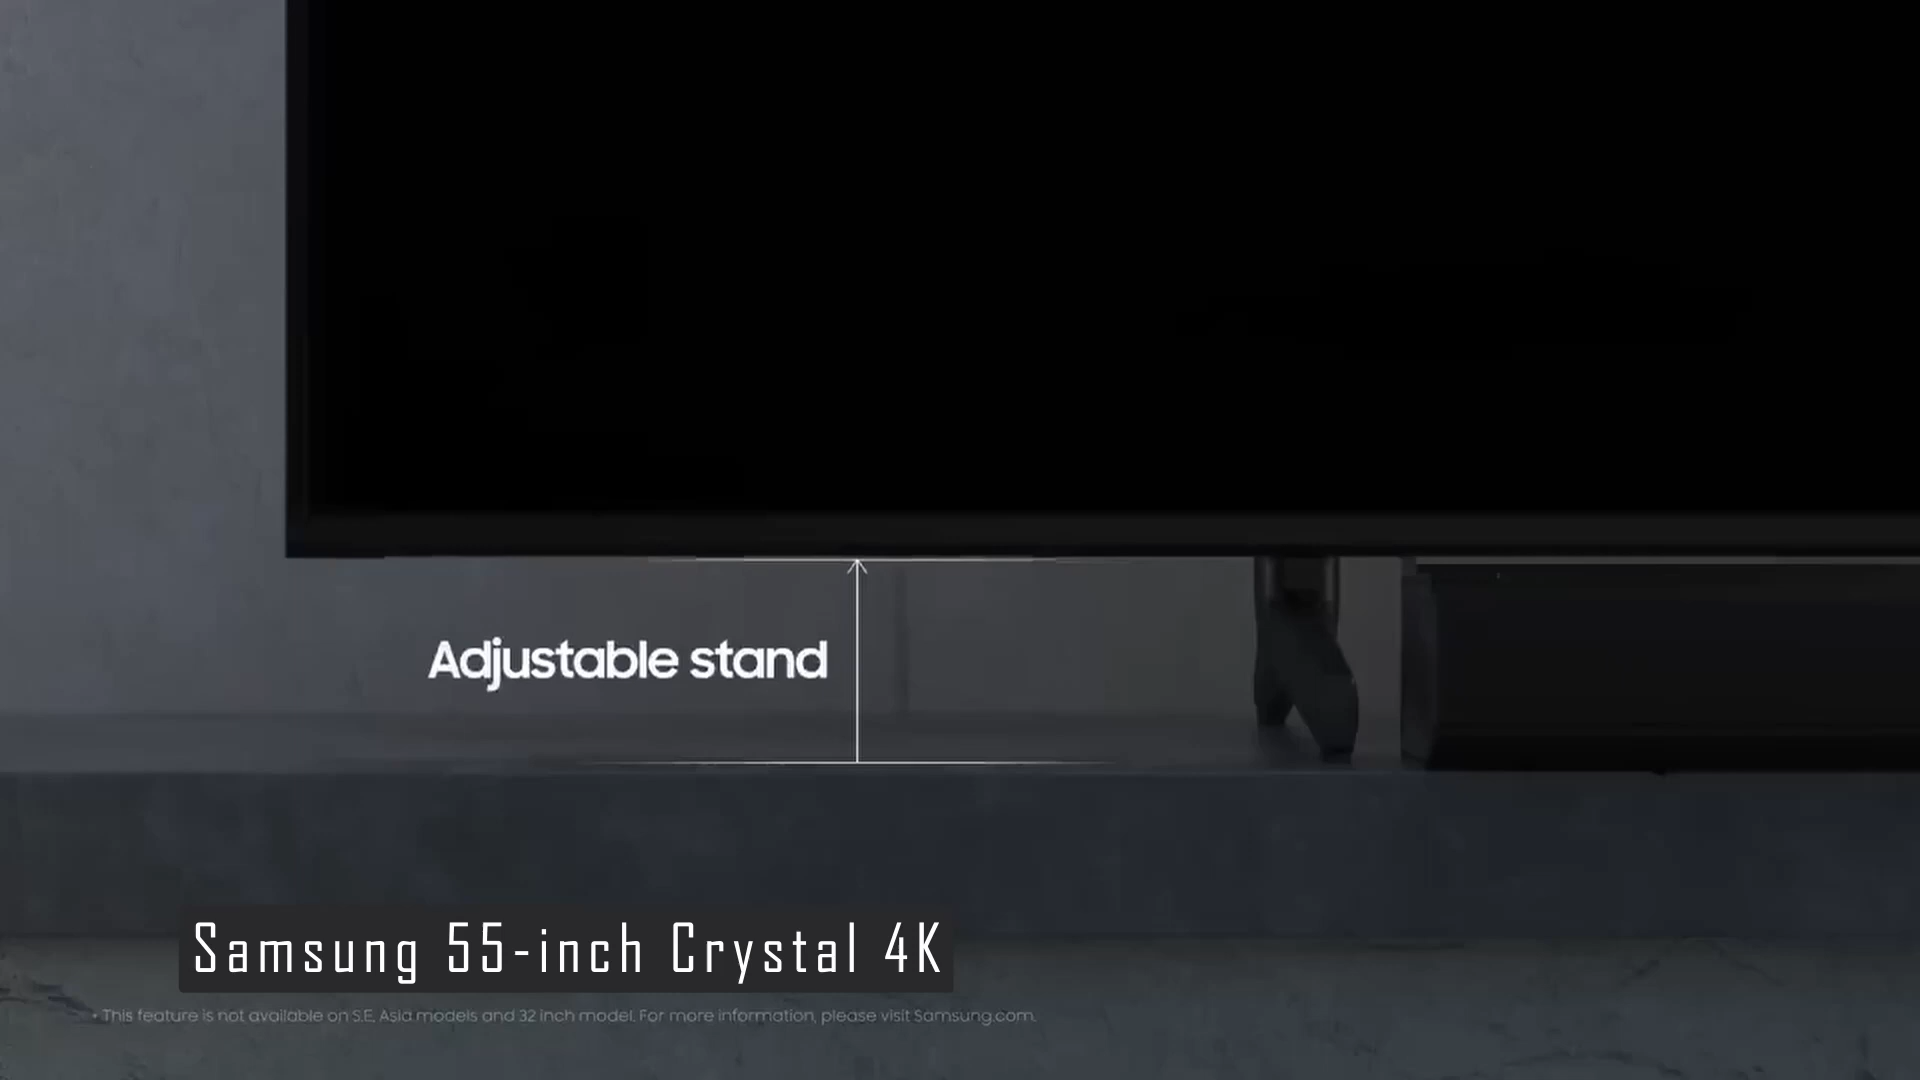 Adjustable stand
Samsung 55-inch Crystal 4K
* This feature is not available on S.E. Asia models and 32 inch model. For more information, please visit Samsung.com.